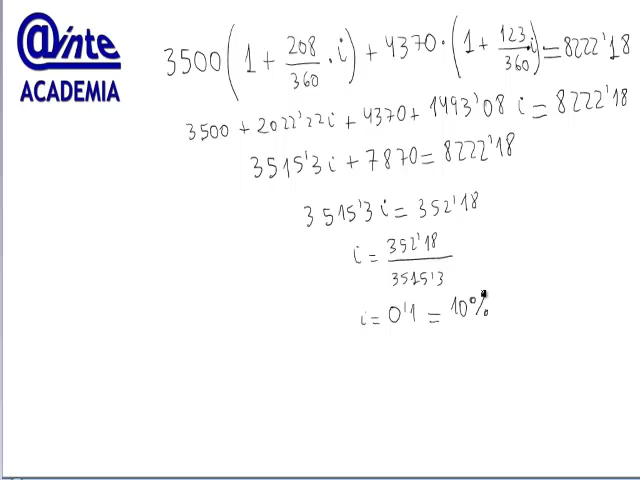 @inte
ACADEMIA
3500(1 + 208/360 · i) + 4370 · (1 + 123/360 · i) = 8222'18
3500 + 2022'22 i + 4370 + 1493'08 i = 8222'18
3515'3 i + 7870 = 8222'18
3515'3 i = 352'18
i = 352'18/3515'3
i = 0'1 = 10%